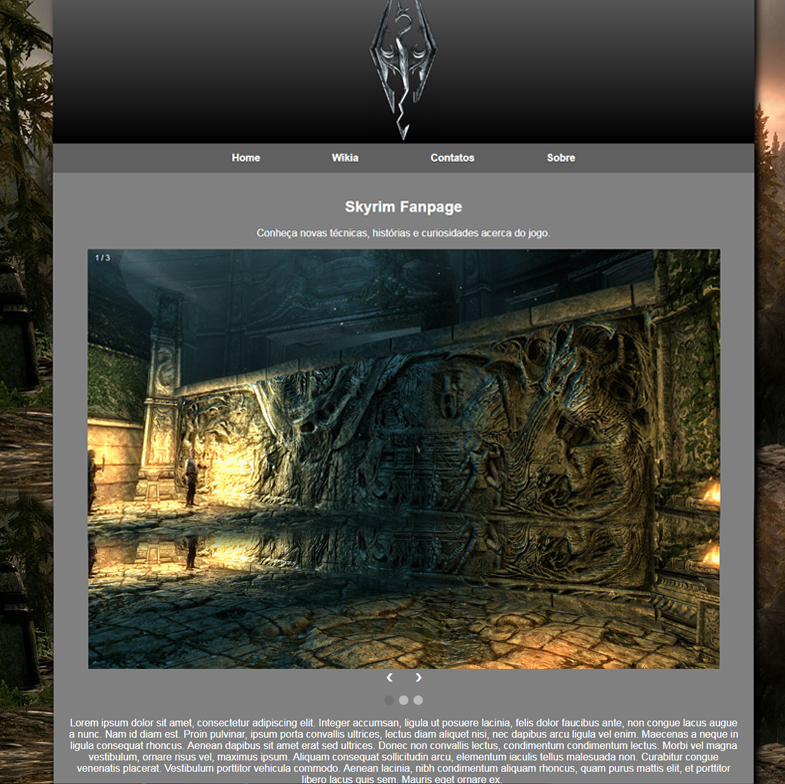 Home Wikia Contatos Sobre
Skyrim Fanpage
Conheça novas técnicas, histórias e curiosidades acerca do jogo.
1 / 3
‹ ›
Lorem ipsum dolor sit amet, consectetur adipiscing elit. Integer accumsan, ligula ut posuere lacinia, felis dolor faucibus ante, non congue lacus augue
a nunc. Nam id diam est. Proin pulvinar, ipsum porta convallis ultrices, lectus diam aliquet nisi, nec dapibus arcu ligula vel enim. Maecenas a neque in
ligula consequat rhoncus. Aenean dapibus sit amet erat sed ultrices. Donec non convallis lectus, condimentum condimentum lectus. Morbi vel magna
vestibulum, ornare risus vel, maximus ipsum. Aliquam consequat sollicitudin arcu, elementum iaculis tellus malesuada non. Curabitur congue
venenatis placerat. Vestibulum porttitor vehicula commodo. Aenean lacinia, nibh condimentum aliquam rhoncus, quam purus mattis elit, et porttitor
libero lacus quis sem. Mauris eget ornare ex.